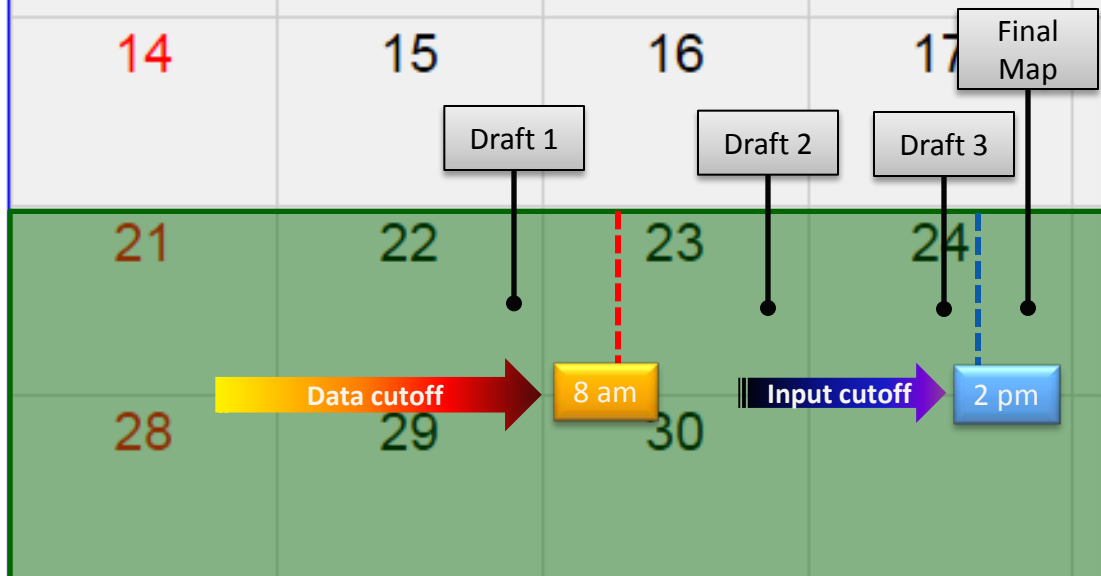 14
15
16
17
Final
Map
Draft 1
Draft 2
Draft 3
21
22
23
24
Data cutoff
8 am
Input cutoff
2 pm
28
29
30